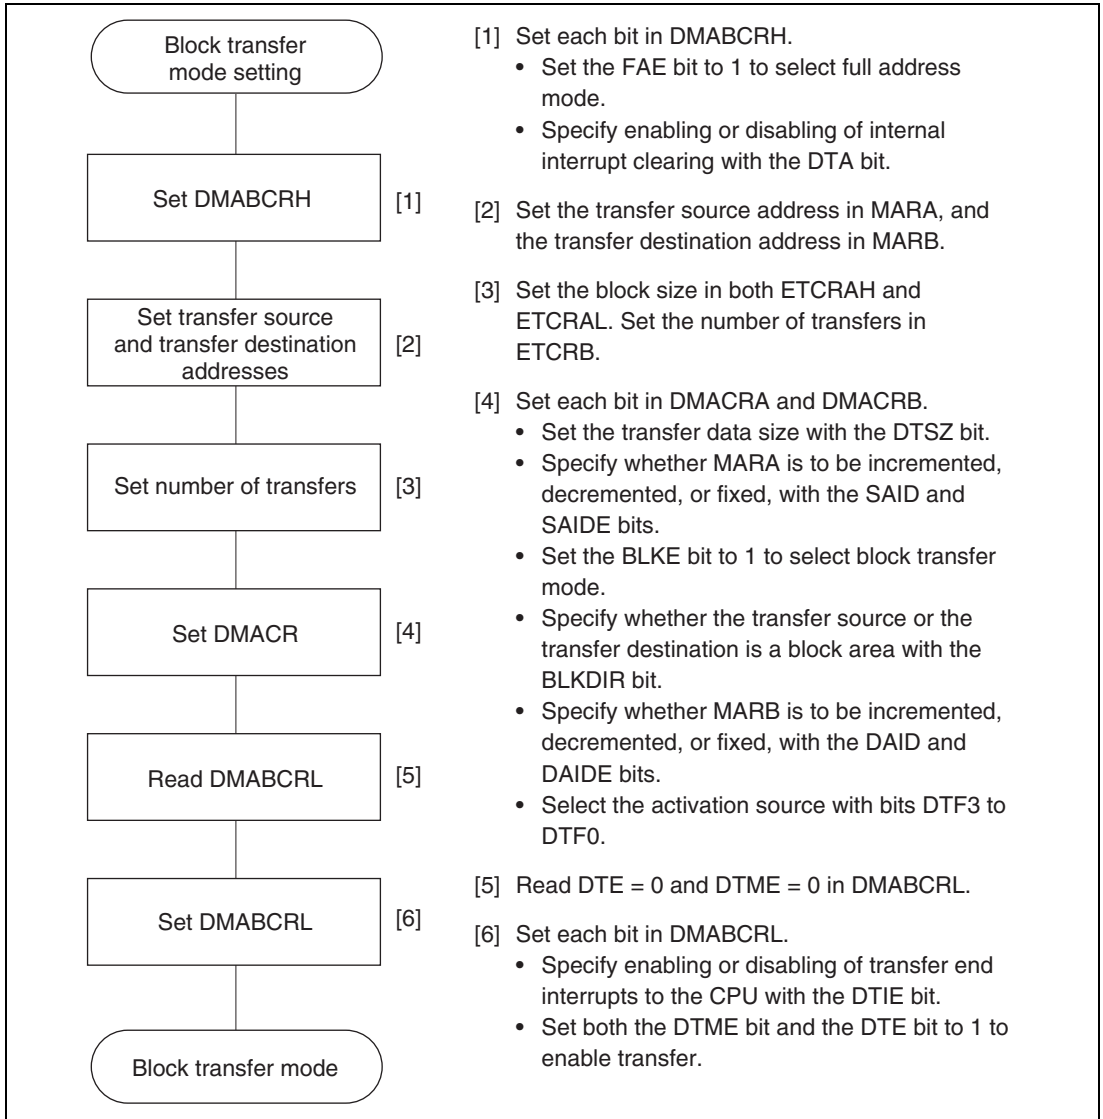 Block transfer
mode setting
Set DMABCRH
[1]
Set transfer source
and transfer destination
addresses
[2]
Set number of transfers
[3]
Set DMACR
[4]
Read DMABCRL
[5]
Set DMABCRL
[6]
Block transfer mode
[1] Set each bit in DMABCRH.
• Set the FAE bit to 1 to select full address
mode.
• Specify enabling or disabling of internal
interrupt clearing with the DTA bit.
[2] Set the transfer source address in MARA, and
the transfer destination address in MARB.
[3] Set the block size in both ETCRAH and
ETCRAL. Set the number of transfers in
ETCRB.
[4] Set each bit in DMACRA and DMACRB.
• Set the transfer data size with the DTSZ bit.
• Specify whether MARA is to be incremented,
decremented, or fixed, with the SAID and
SAIDE bits.
• Set the BLKE bit to 1 to select block transfer
mode.
• Specify whether the transfer source or the
transfer destination is a block area with the
BLKDIR bit.
• Specify whether MARB is to be incremented,
decremented, or fixed, with the DAID and
DAIDE bits.
• Select the activation source with bits DTF3 to
DTF0.
[5] Read DTE = 0 and DTME = 0 in DMABCRL.
[6] Set each bit in DMABCRL.
• Specify enabling or disabling of transfer end
interrupts to the CPU with the DTIE bit.
• Set both the DTME bit and the DTE bit to 1 to
enable transfer.